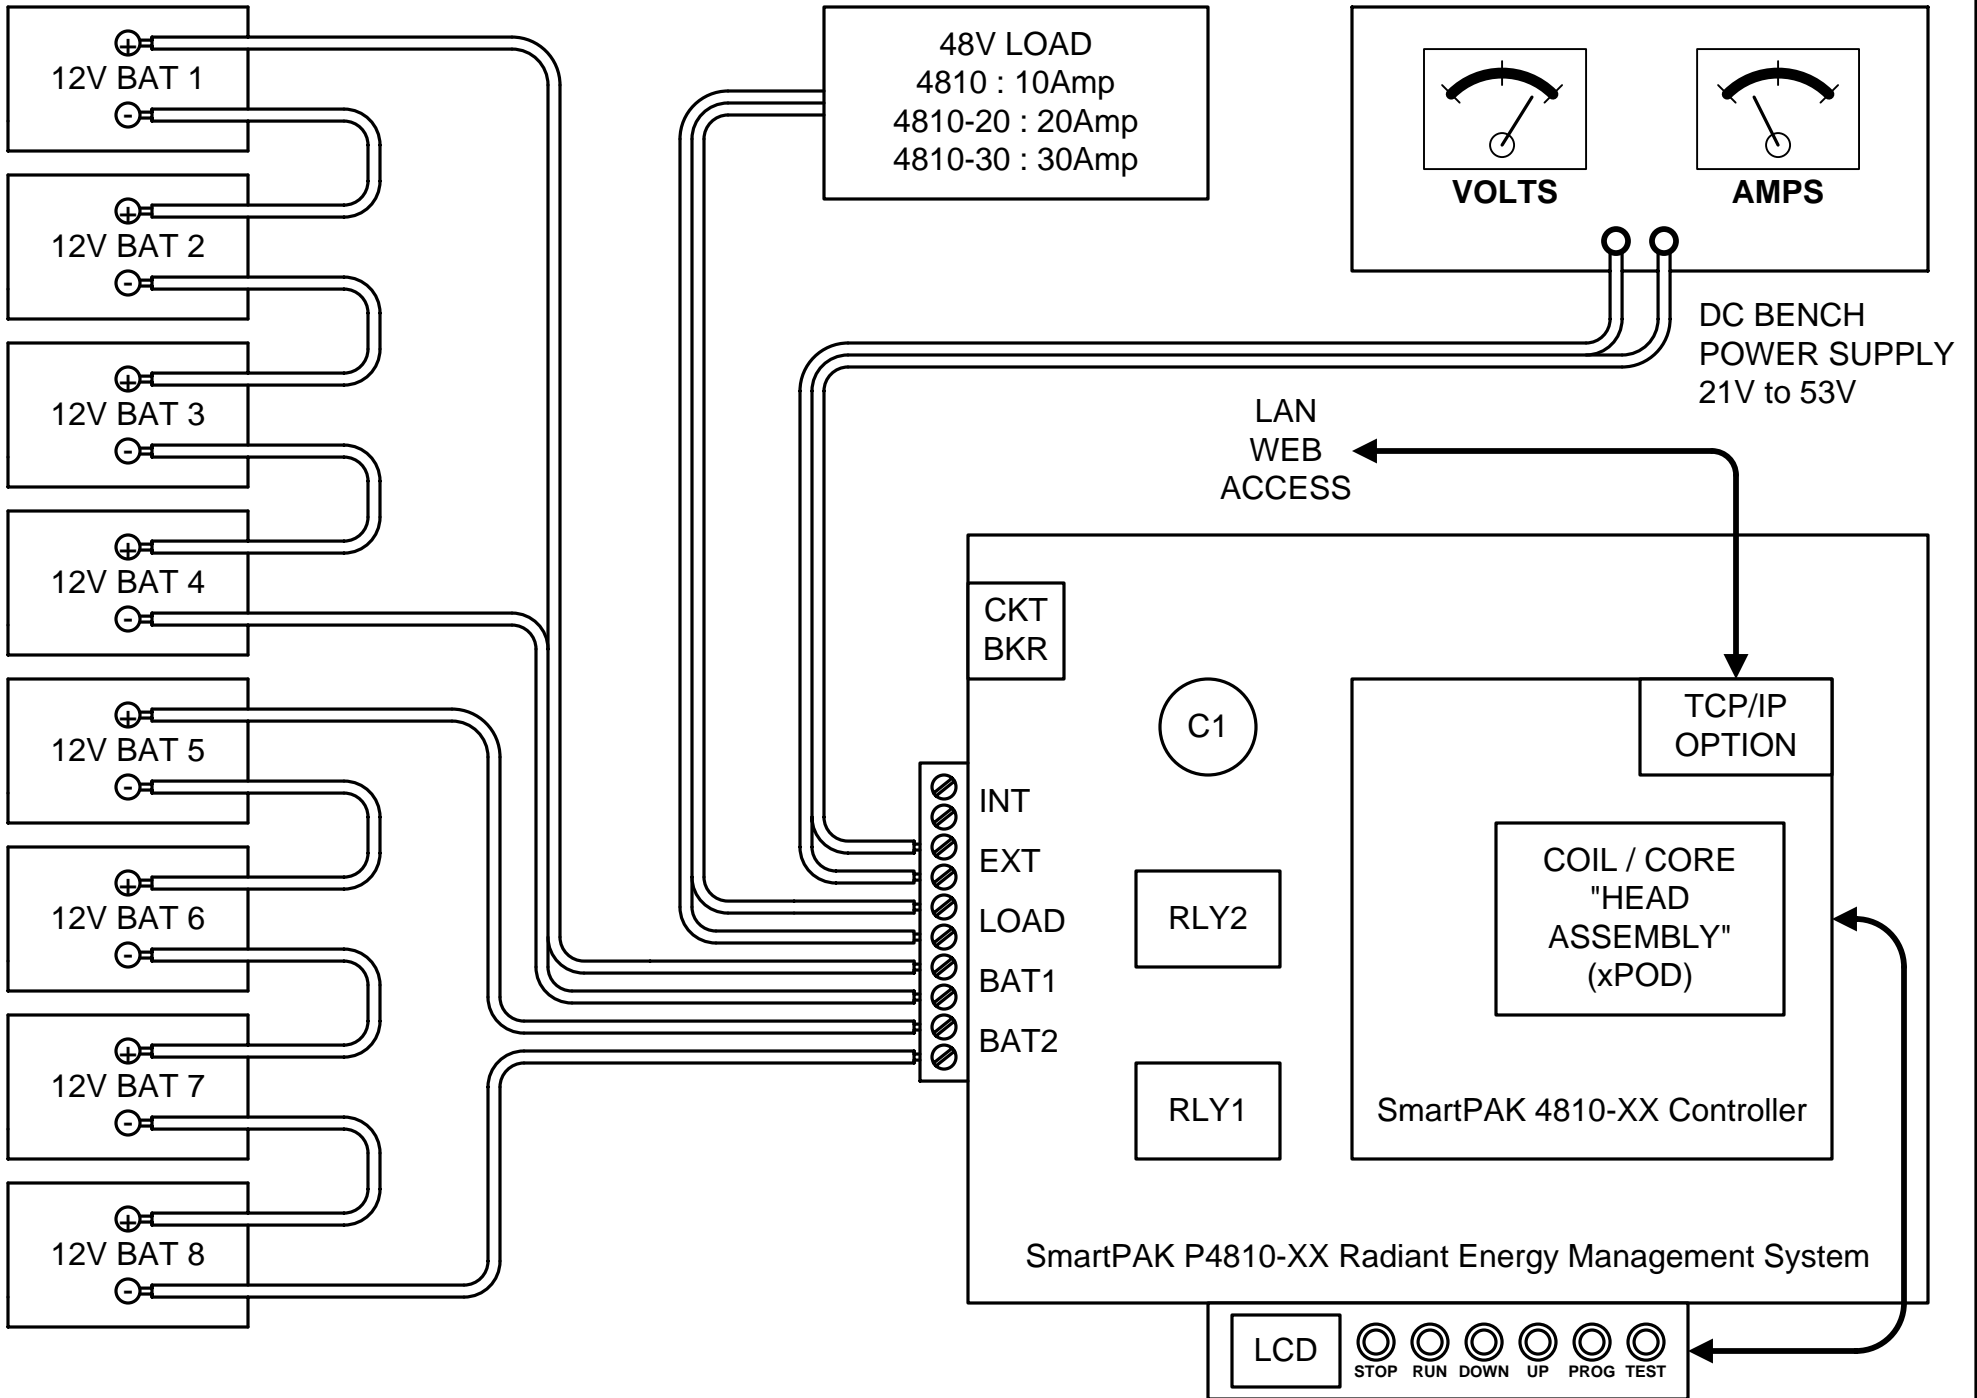 12V BAT 1
12V BAT 2
12V BAT 3
12V BAT 4
12V BAT 5
12V BAT 6
12V BAT 7
12V BAT 8
48V LOAD
4810 : 10Amp
4810-20 : 20Amp
4810-30 : 30Amp
VOLTS
AMPS
DC BENCH
POWER SUPPLY
21V to 53V
LAN
WEB
ACCESS
CKT
BKR
C1
TCP/IP
OPTION
INT
EXT
LOAD
BAT1
BAT2
RLY2
RLY1
COIL / CORE
"HEAD
ASSEMBLY"
(xPOD)
SmartPAK 4810-XX Controller
SmartPAK P4810-XX Radiant Energy Management System
LCD
STOP
RUN
DOWN
UP
PROG
TEST